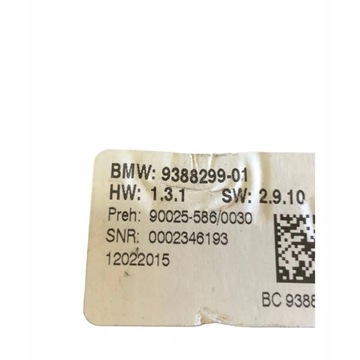 BMW: 9388299-01
HW: 1.3.1 SW: 2.9.10
Preh: 90025-586/0030
SNR: 0002346193
12022015
BC 9388